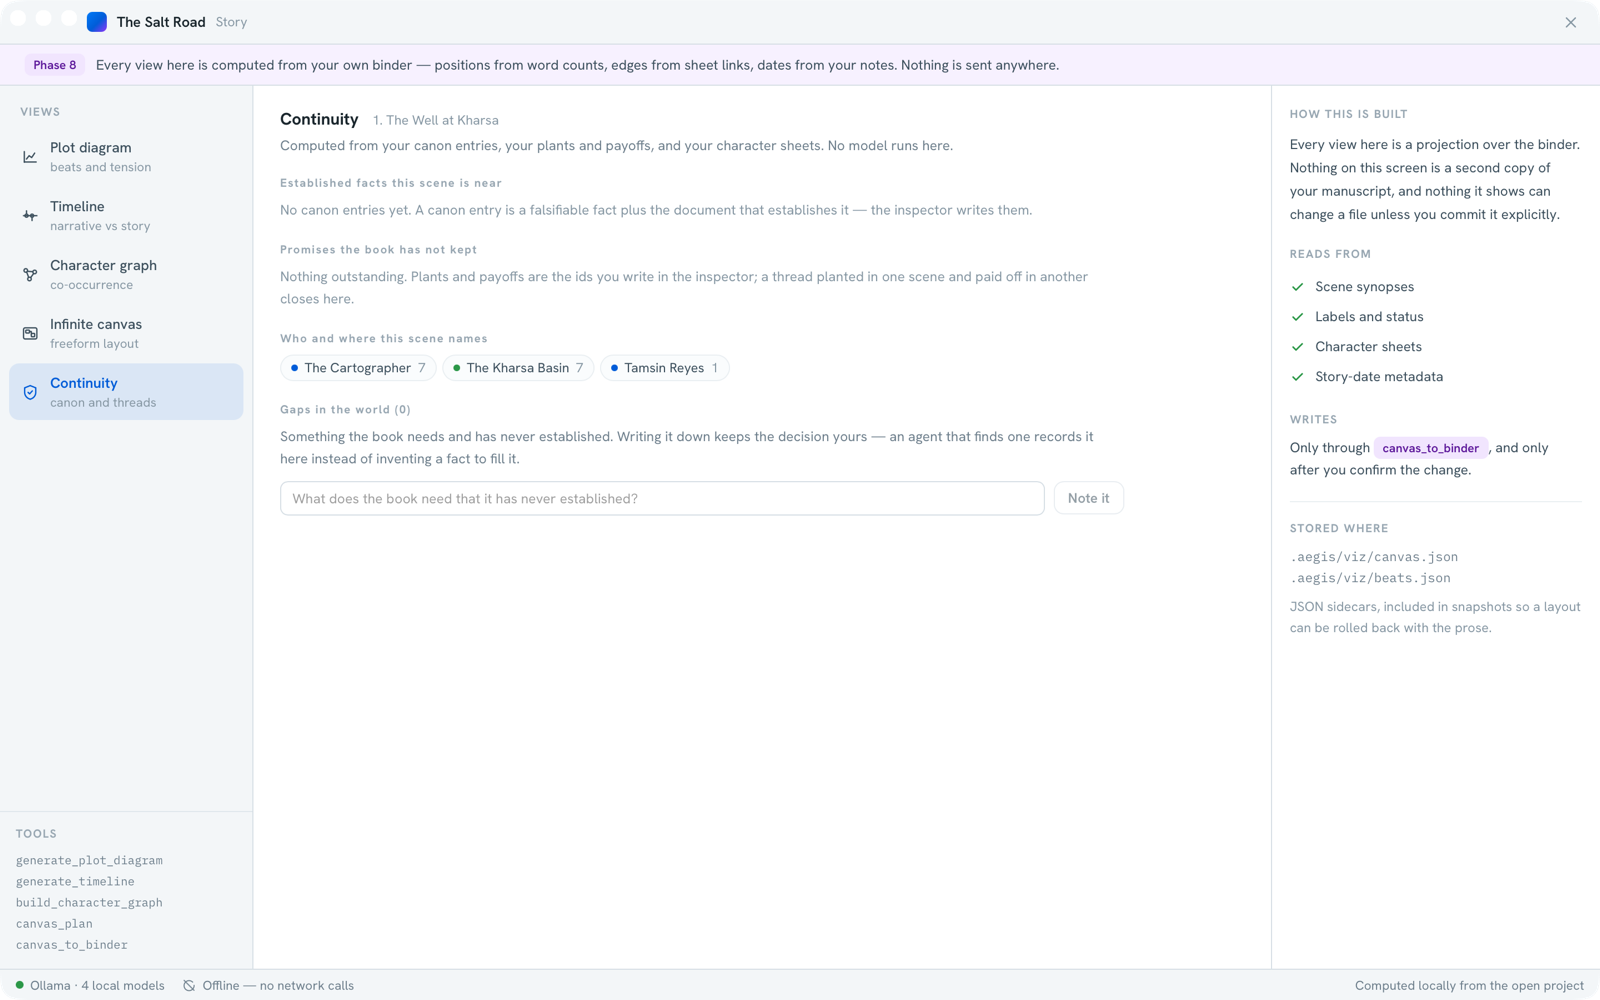 The Salt Road Story
Phase 8 Every view here is computed from your own binder — positions from word counts, edges from sheet links, dates from your notes. Nothing is sent anywhere.
VIEWS
Plot diagram
beats and tension
Timeline
narrative vs story
Character graph
co-occurrence
Infinite canvas
freeform layout
Continuity
canon and threads
TOOLS
generate_plot_diagram
generate_timeline
build_character_graph
canvas_plan
canvas_to_binder
Continuity 1. The Well at Kharsa
Computed from your canon entries, your plants and payoffs, and your character sheets. No model runs here.
Established facts this scene is near
No canon entries yet. A canon entry is a falsifiable fact plus the document that establishes it — the inspector writes them.
Promises the book has not kept
Nothing outstanding. Plants and payoffs are the ids you write in the inspector; a thread planted in one scene and paid off in another
closes here.
Who and where this scene names
The Cartographer 7 The Kharsa Basin 7 Tamsin Reyes 1
Gaps in the world (0)
Something the book needs and has never established. Writing it down keeps the decision yours — an agent that finds one records it
here instead of inventing a fact to fill it.
What does the book need that it has never established? Note it
HOW THIS IS BUILT
Every view here is a projection over the binder.
Nothing on this screen is a second copy of
your manuscript, and nothing it shows can
change a file unless you commit it explicitly.
READS FROM
Scene synopses
Labels and status
Character sheets
Story-date metadata
WRITES
Only through canvas_to_binder, and only
after you confirm the change.
STORED WHERE
.aegis/viz/canvas.json
.aegis/viz/beats.json
JSON sidecars, included in snapshots so a layout
can be rolled back with the prose.
Ollama · 4 local models Offline — no network calls Computed locally from the open project